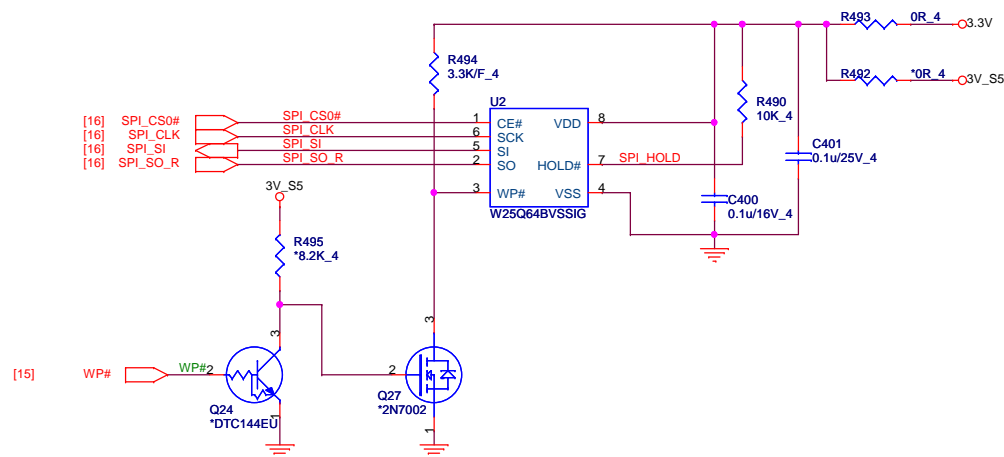 R493 0R_4 3.3V
R494
3.3K/F_4
R492 *0R_4 3V_S5
U2
R490
10K_4
[16] SPI_CS0# SPI_CS0# 1 CE# VDD 8
[16] SPI_CLK SPI_CLK 6 SCK
[16] SPI_SI SPI_SI 5 SI
[16] SPI_SO_R SPI_SO_R 2 SO HOLD# 7 SPI_HOLD
C401
0.1u/25V_4
3 WP# VSS 4
W25Q64BVSSIG
C400
0.1u/16V_4
3V_S5
R495
*8.2K_4
3
3
[15] WP# WP# 2
2
Q24
*DTC144EU
1
Q27
*2N7002
1